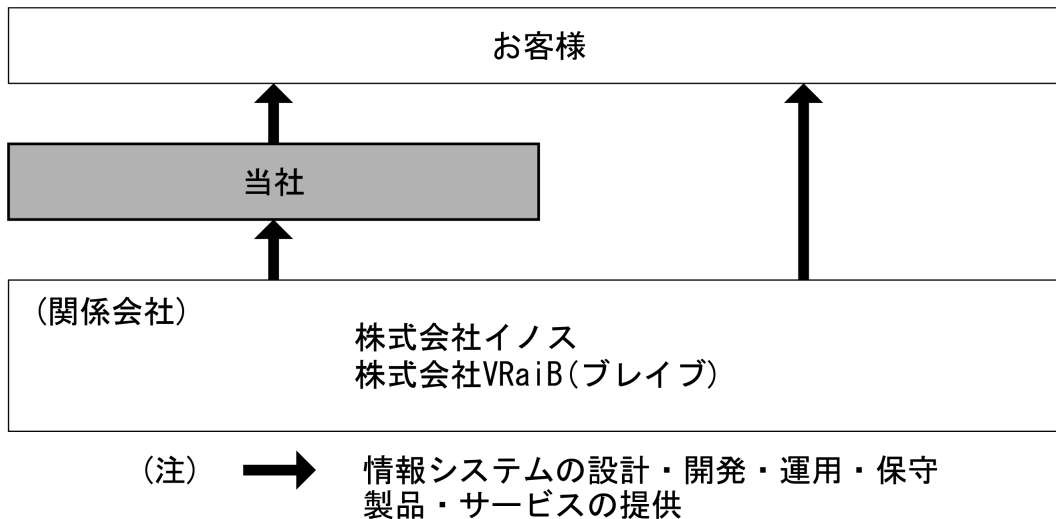 お客様
当社
(関係会社)
株式会社イノス
株式会社VRaiB(ブレイブ)
(注) 情報システムの設計・開発・運用・保守
製品・サービスの提供